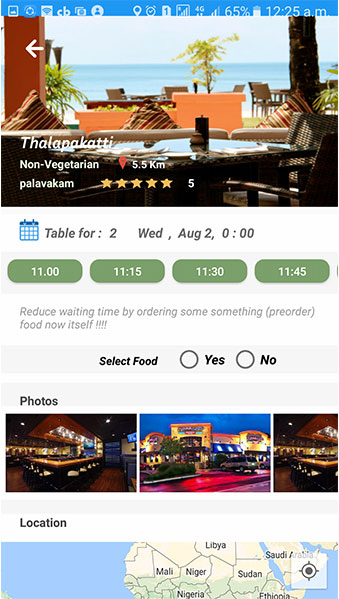 cb 4G 65% 12:25 a.m.
Thalapakatti
Non-Vegetarian 5.5 Km
palavakam 5
Table for : 2 Wed , Aug 2, 0 : 00
11.00 11:15 11:30 11:45
Reduce waiting time by ordering some something (preorder)
food now itself !!!!
Select Food Yes No
Photos
Location
Libya
Saudi Arabia
Mali Niger
Sudan
Nigeria
Ethiopia